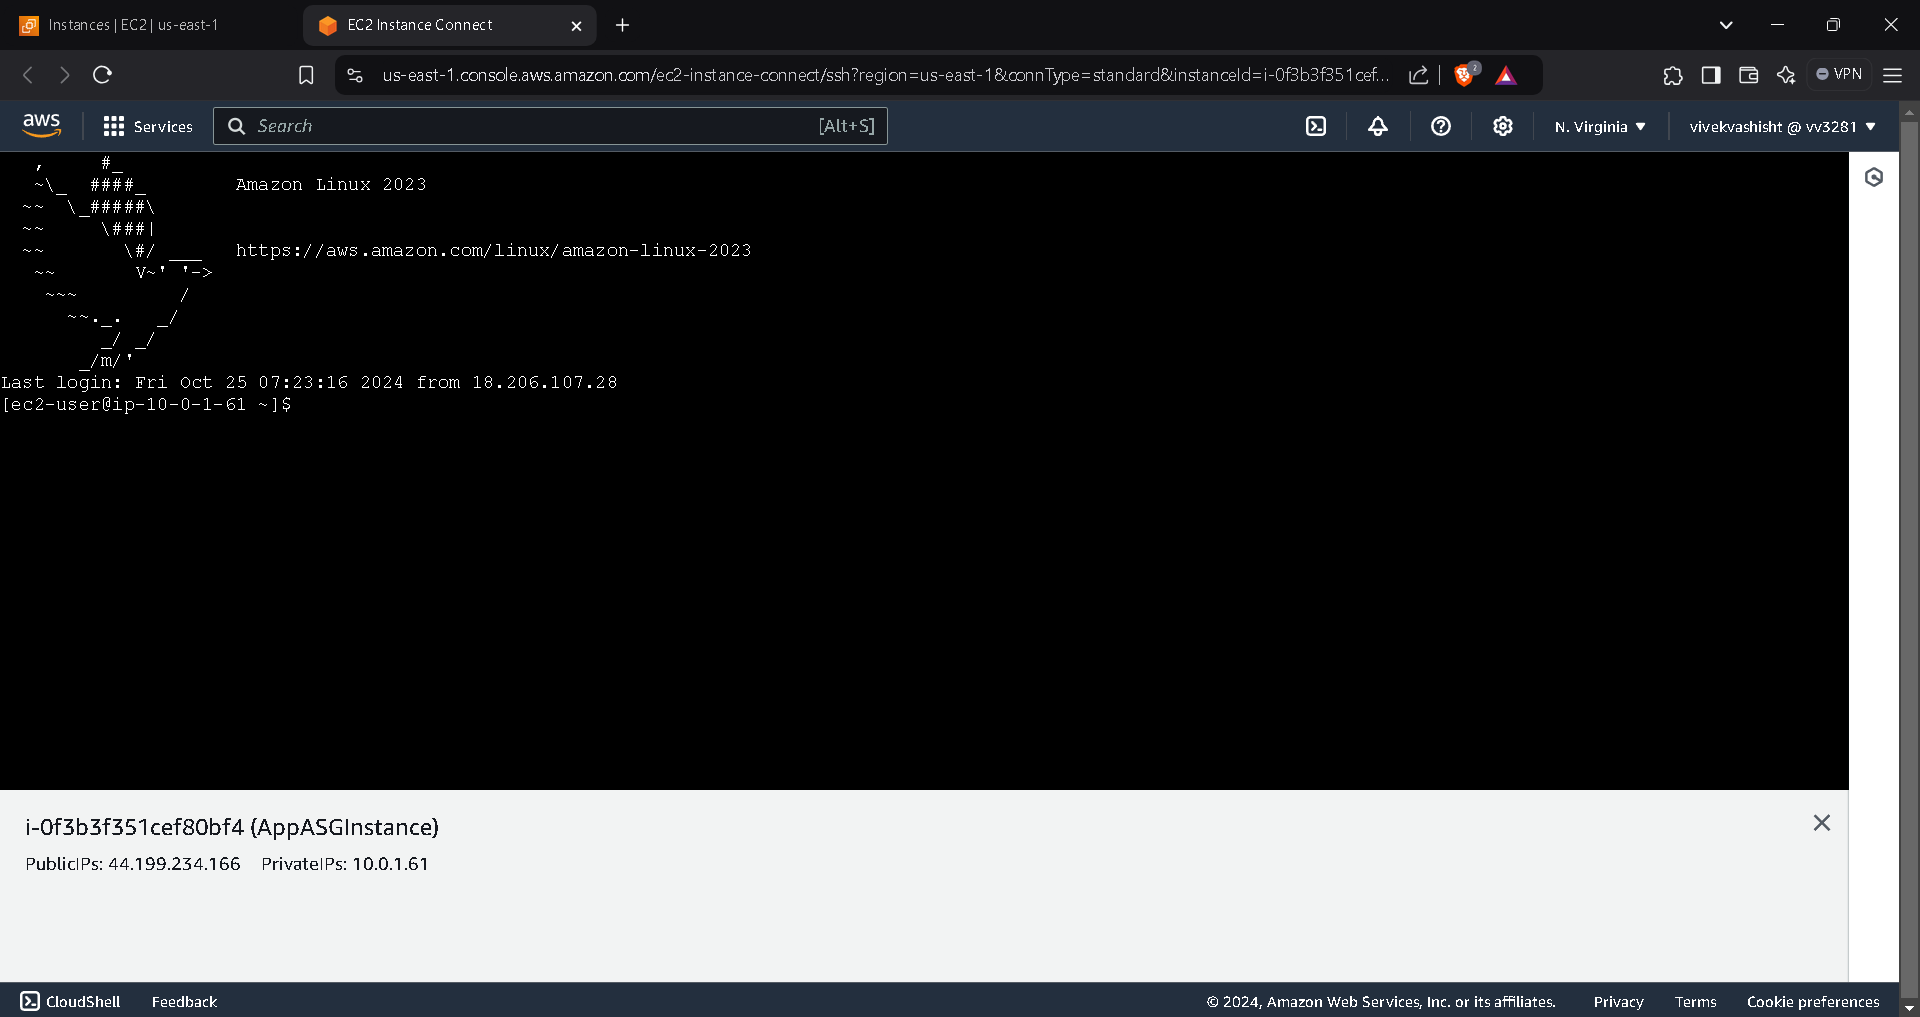 Instances | EC2 | us-east-1
EC2 Instance Connect
us-east-1.console.aws.amazon.com/ec2-instance-connect/ssh?region=us-east-1&connType=standard&instanceId=i-0f3b3f351cef...
2
VPN
aws
Services
Search
[Alt+S]
N. Virginia
vivekvashisht @ vv3281
   ,     #_
   ~\_  ####_        Amazon Linux 2023
  ~~  \_#####\
  ~~     \###|
  ~~       \#/ ___   https://aws.amazon.com/linux/amazon-linux-2023
   ~~       V~' '->
    ~~~         /
      ~~._.   _/
         _/ _/
       _/m/'
Last login: Fri Oct 25 07:23:16 2024 from 18.206.107.28
[ec2-user@ip-10-0-1-61 ~]$
i-0f3b3f351cef80bf4 (AppASGInstance)
PublicIPs: 44.199.234.166 PrivateIPs: 10.0.1.61
CloudShell Feedback © 2024, Amazon Web Services, Inc. or its affiliates. Privacy Terms Cookie preferences